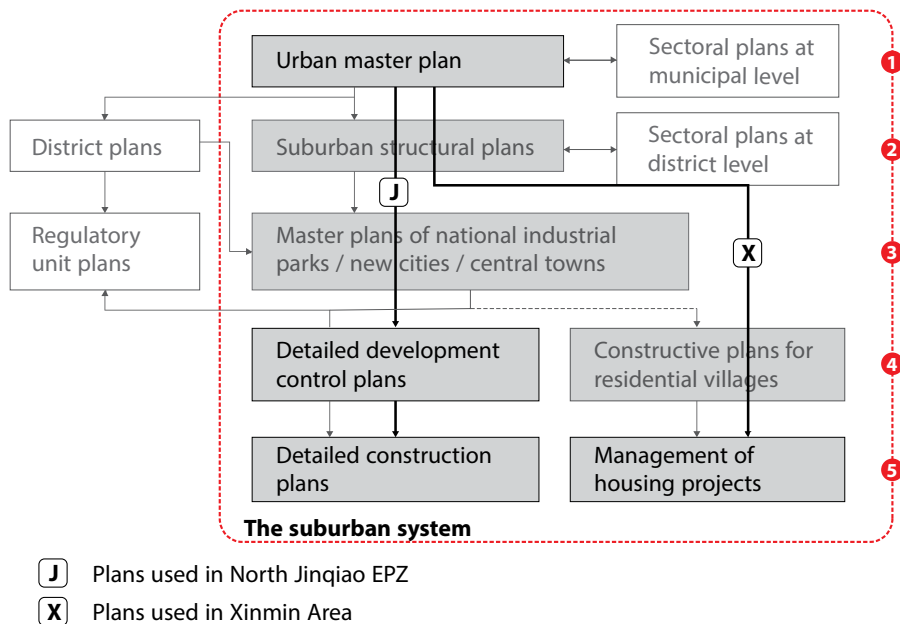 Urban master plan
Sectoral plans at
municipal level
1
District plans
Suburban structural plans
Sectoral plans at
district level
2
J
Regulatory
unit plans
Master plans of national industrial
parks / new cities / central towns
X
3
Detailed development
control plans
Constructive plans for
residential villages
4
Detailed construction
plans
Management of
housing projects
5
The suburban system
J Plans used in North Jinqiao EPZ
X Plans used in Xinmin Area